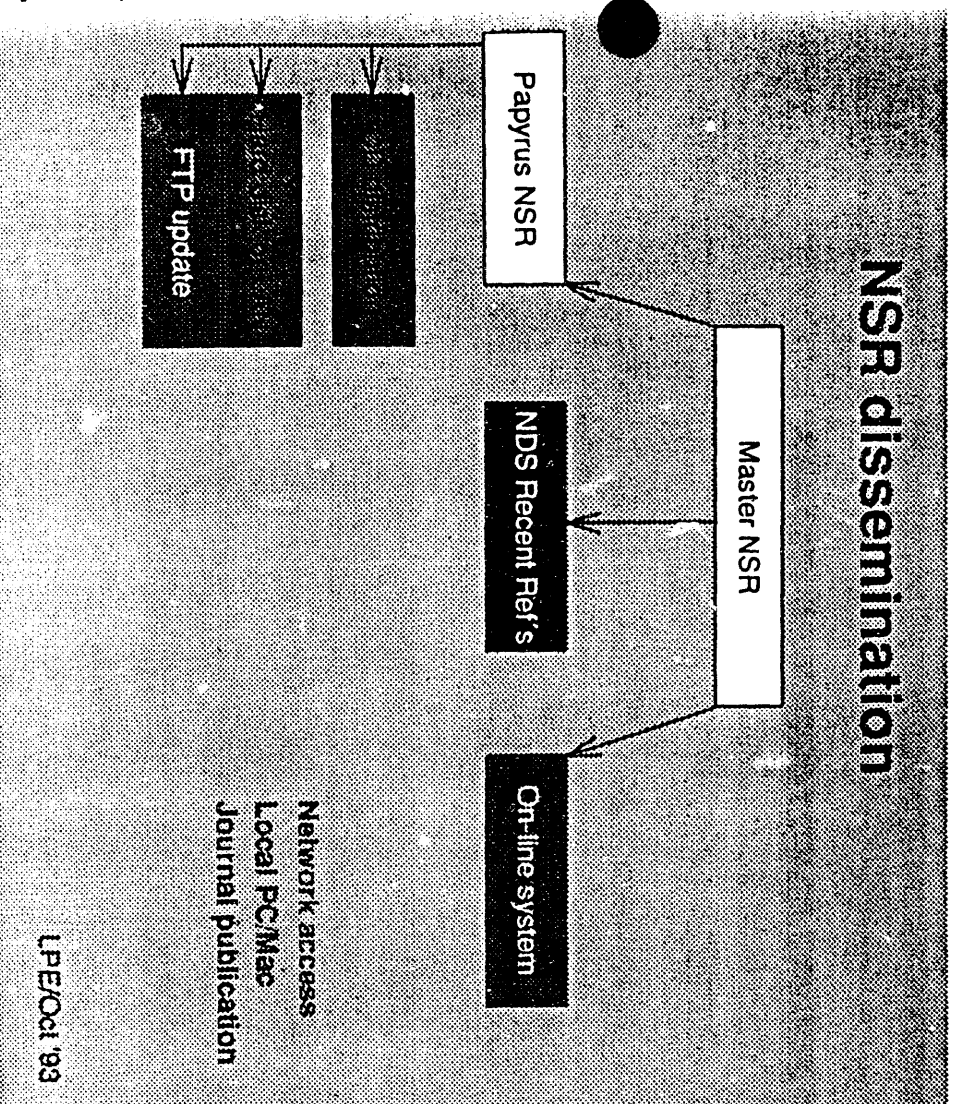 NSR dissemination
Master NSR
Papyrus NSR
NDS Recent Ref's
On-line system
FTP update
Network access
Local PC/Mac
Journal publication
LPE/Oct '93